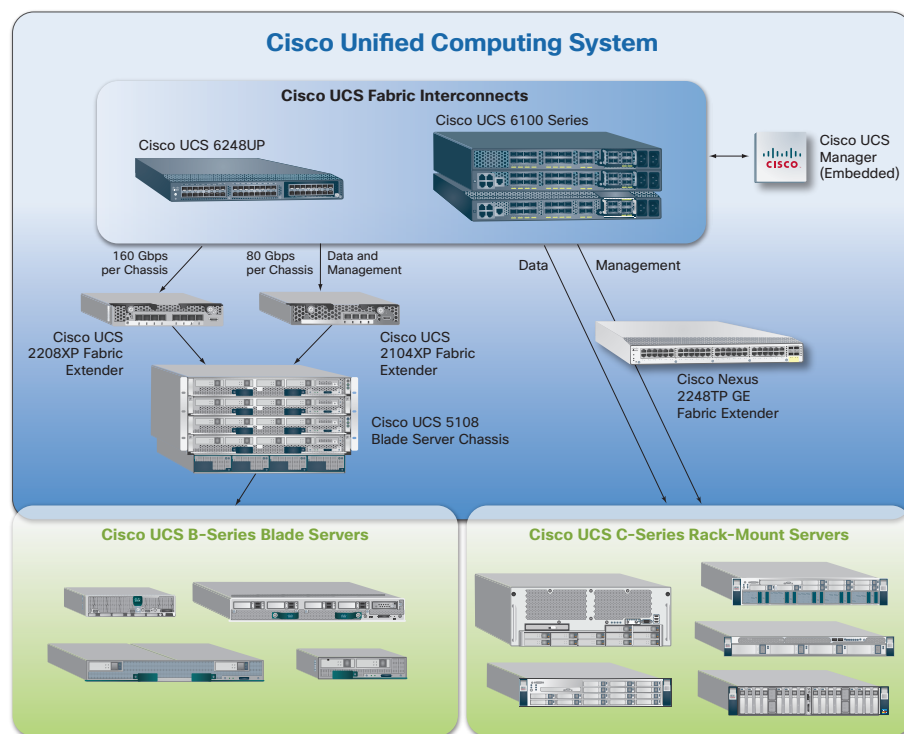 Cisco Unified Computing System
Cisco UCS Fabric Interconnects
Cisco UCS 6248UP
Cisco UCS 6100 Series
CISCO
Cisco UCS
Manager
(Embedded)
160 Gbps
per Chassis
80 Gbps
per Chassis
Data and
Management
Data
Management
Cisco UCS
2208XP Fabric
Extender
Cisco UCS
2104XP Fabric
Extender
Cisco Nexus
2248TP GE
Fabric Extender
Cisco UCS 5108
Blade Server Chassis
Cisco UCS B-Series Blade Servers
Cisco UCS C-Series Rack-Mount Servers